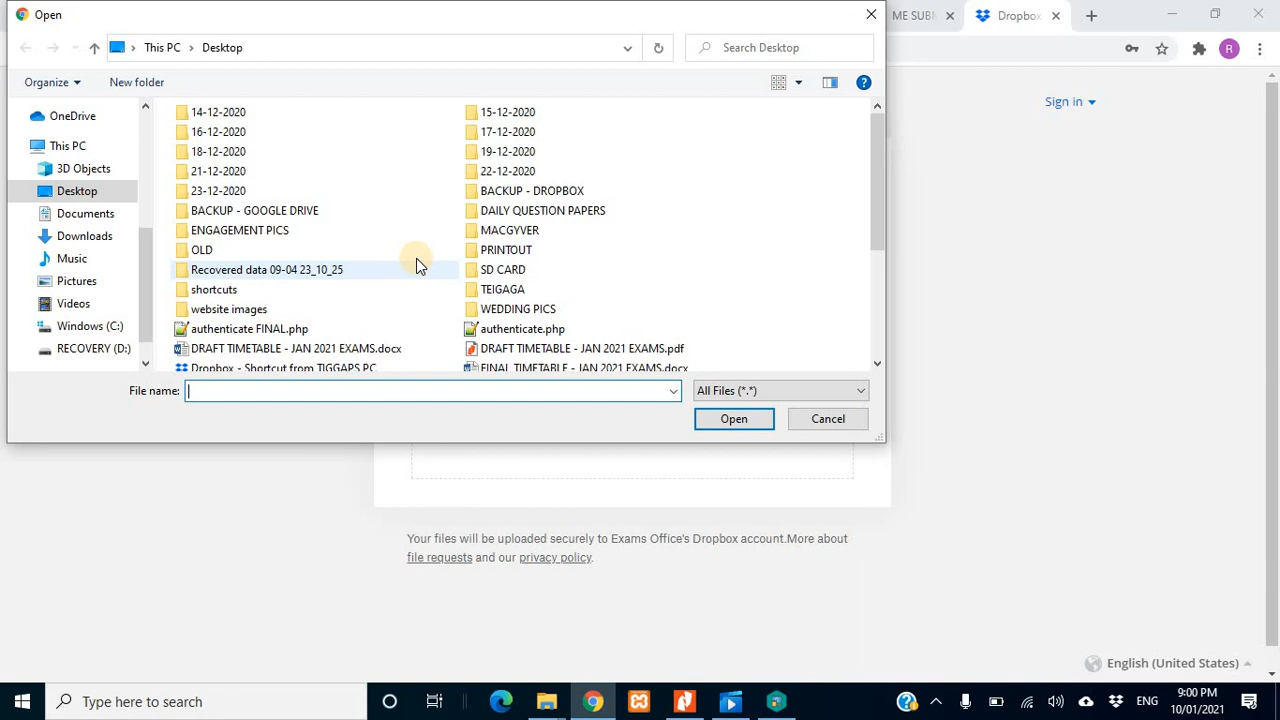 Open
ME SUBN
Dropbox
R
This PC
Desktop
Search Desktop
Organize
New folder
Sign in
OneDrive
This PC
3D Objects
Desktop
Documents
Downloads
Music
Pictures
Videos
Windows (C:)
RECOVERY (D:)
14-12-2020
15-12-2020
16-12-2020
17-12-2020
18-12-2020
19-12-2020
21-12-2020
22-12-2020
23-12-2020
BACKUP - DROPBOX
BACKUP - GOOGLE DRIVE
DAILY QUESTION PAPERS
ENGAGEMENT PICS
MACGYVER
OLD
PRINTOUT
Recovered data 09-04 23_10_25
SD CARD
shortcuts
TEIGAGA
website images
WEDDING PICS
authenticate FINAL.php
authenticate.php
DRAFT TIMETABLE - JAN 2021 EXAMS.docx
DRAFT TIMETABLE - JAN 2021 EXAMS.pdf
Dropbox - Shortcut from TIGGAPS PC
FINAL TIMETABLE - JAN 2021 EXAMS.docx
File name:
All Files (*.*)
Open
Cancel
Your files will be uploaded securely to Exams Office's Dropbox account.More about
file requests and our privacy policy.
English (United States)
Type here to search
ENG
9:00 PM
10/01/2021